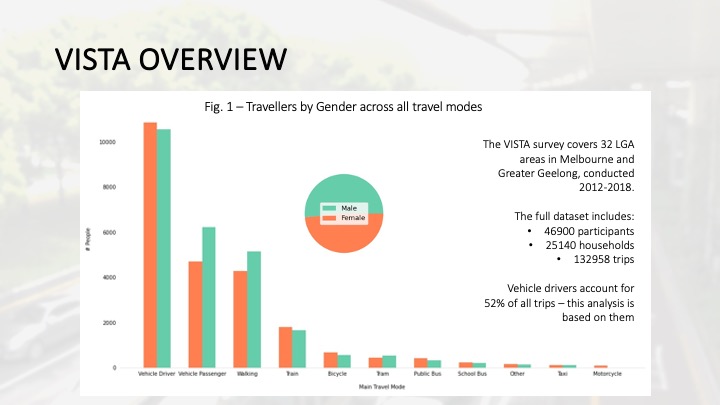 VISTA OVERVIEW
Fig. 1 – Travellers by Gender across all travel modes
The VISTA survey covers 32 LGA
areas in Melbourne and
Greater Geelong, conducted
2012-2018.
The full dataset includes:
• 46900 participants
• 25140 households
• 132958 trips
Vehicle drivers account for
52% of all trips – this analysis is
based on them
Male
Female
# People
10000
8000
6000
4000
2000
0
Vehicle Driver Vehicle Passenger Walking Train Bicycle Tram Public Bus School Bus Other Taxi Motorcycle
Main Travel Mode